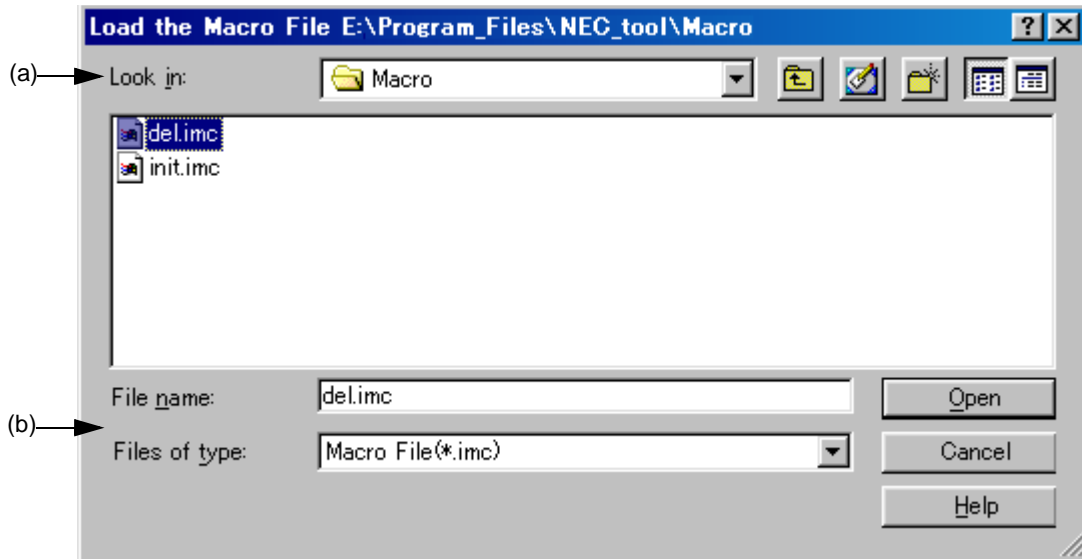 Load the Macro File E:\Program_Files\NEC_tool\Macro
(a) Look in: Macro
del.imc
init.imc
File name: del.imc Open
(b)
Files of type: Macro File(*.imc) Cancel
Help